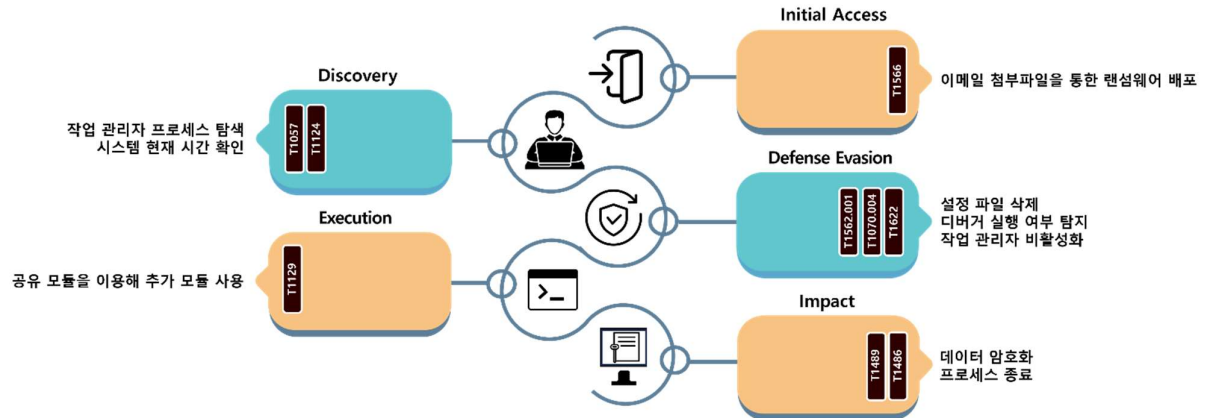 Initial Access
T1566
이메일 첨부파일을 통한 랜섬웨어 배포
Discovery
작업 관리자 프로세스 탐색
시스템 현재 시간 확인
T1057
T1124
Defense Evasion
T1562.001
T1070.004
T1622
설정 파일 삭제
디버거 실행 여부 탐지
작업 관리자 비활성화
Execution
공유 모듈을 이용해 추가 모듈 사용
T1129
Impact
T1489
T1486
데이터 암호화
프로세스 종료